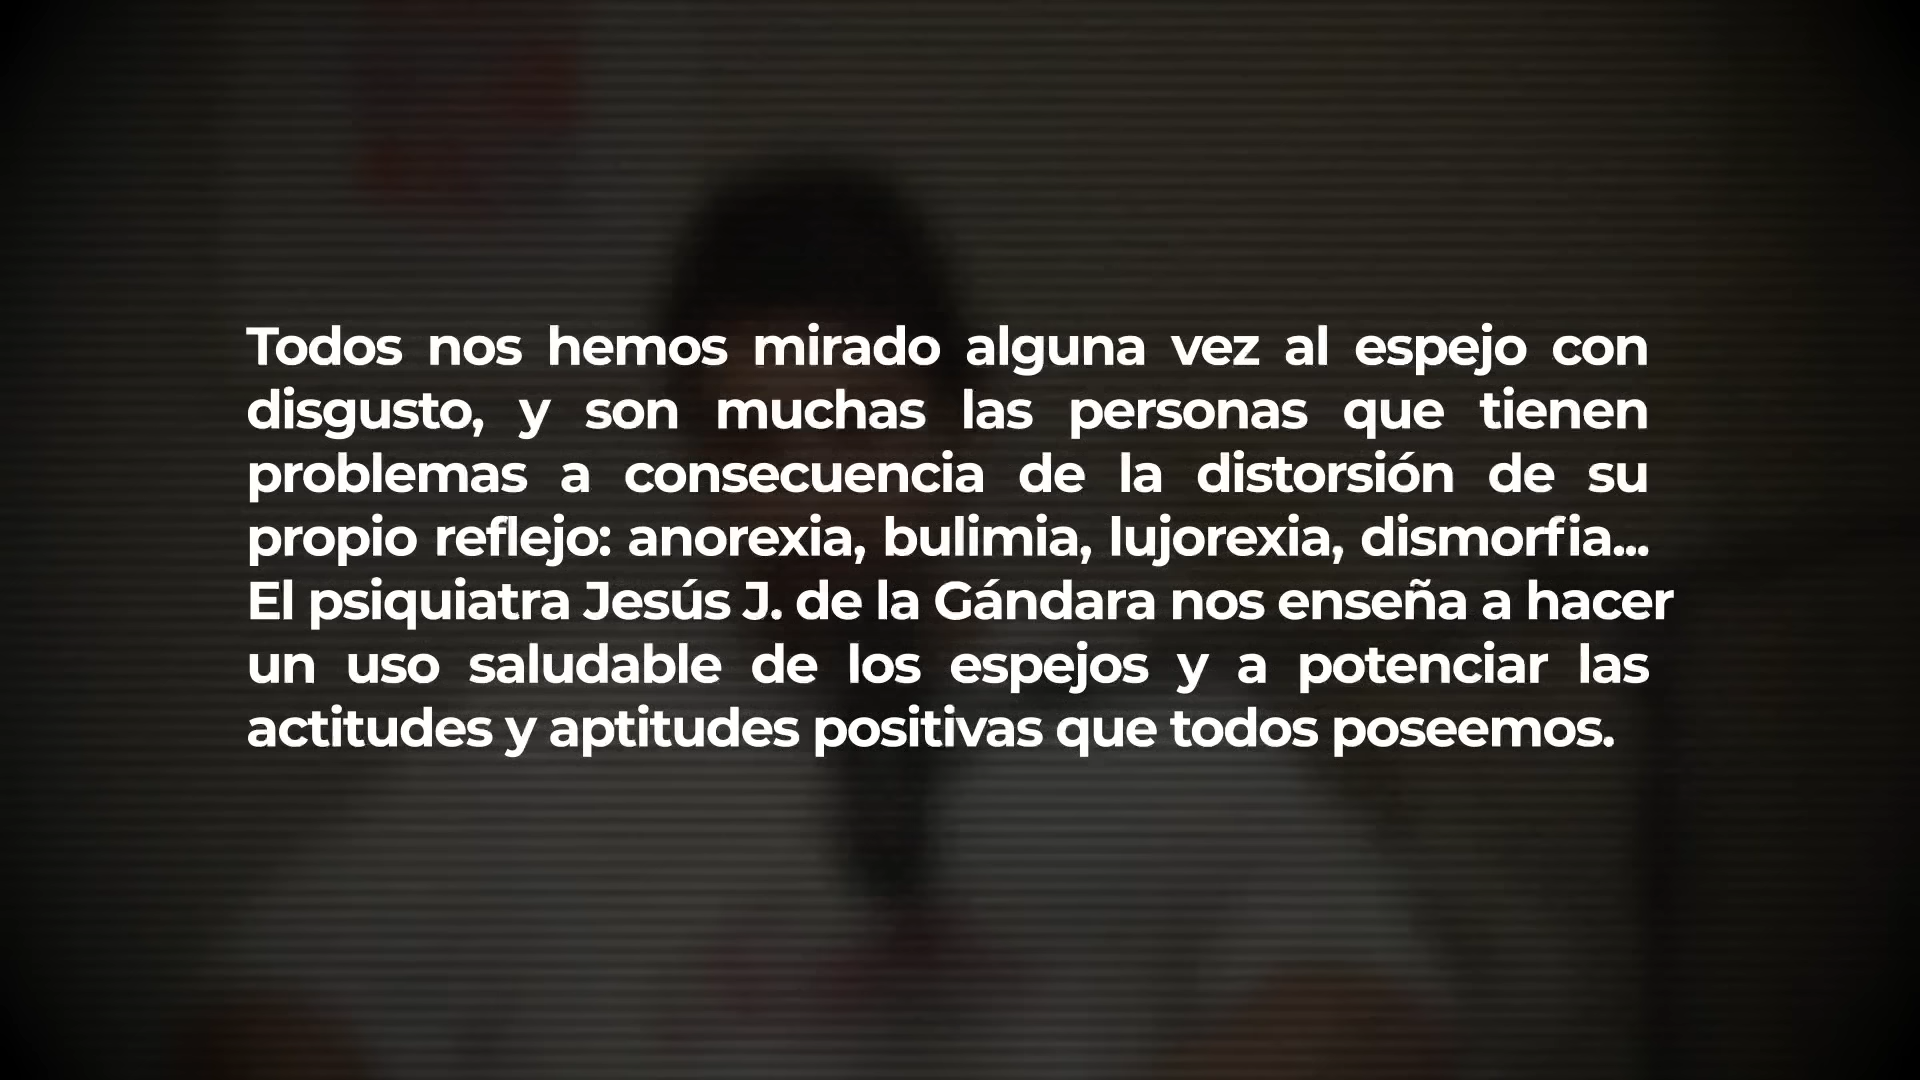 Todos nos hemos mirado alguna vez al espejo con
disgusto, y son muchas las personas que tienen
problemas a consecuencia de la distorsión de su
propio reflejo: anorexia, bulimia, lujorexia, dismorfia...
El psiquiatra Jesús J. de la Gándara nos enseña a hacer
un uso saludable de los espejos y a potenciar las
actitudes y aptitudes positivas que todos poseemos.